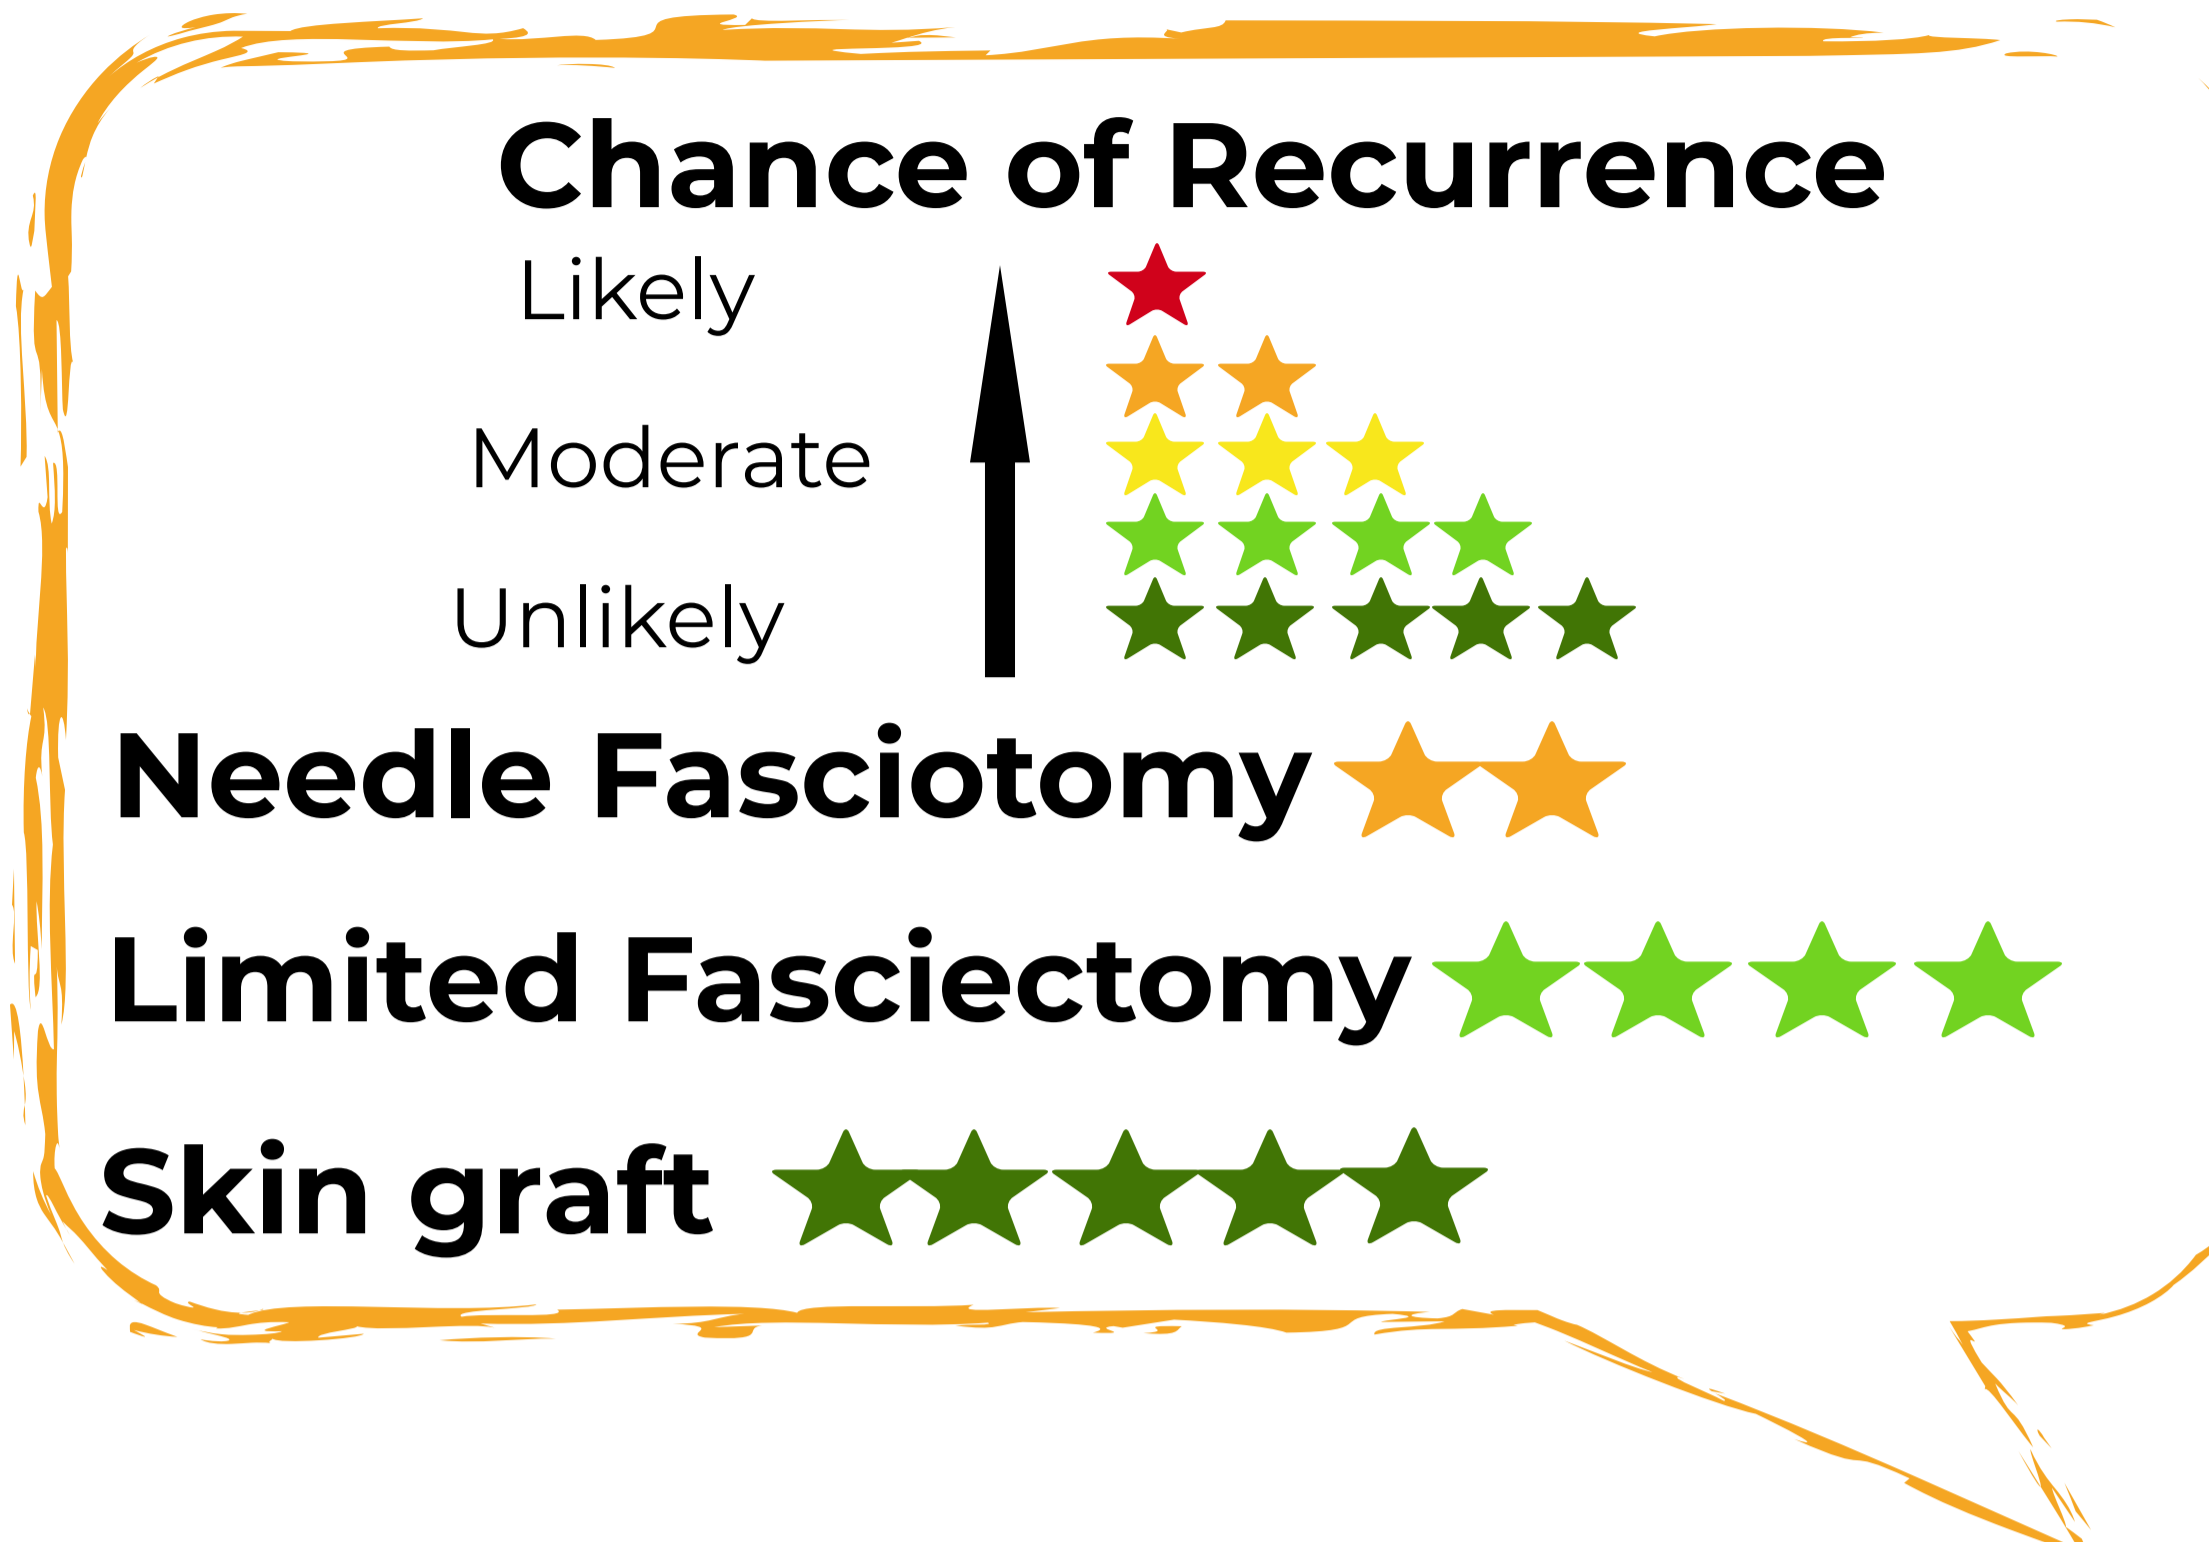 Chance of Recurrence
Likely
Moderate
Unlikely
Needle Fasciotomy
Limited Fasciectomy
Skin graft